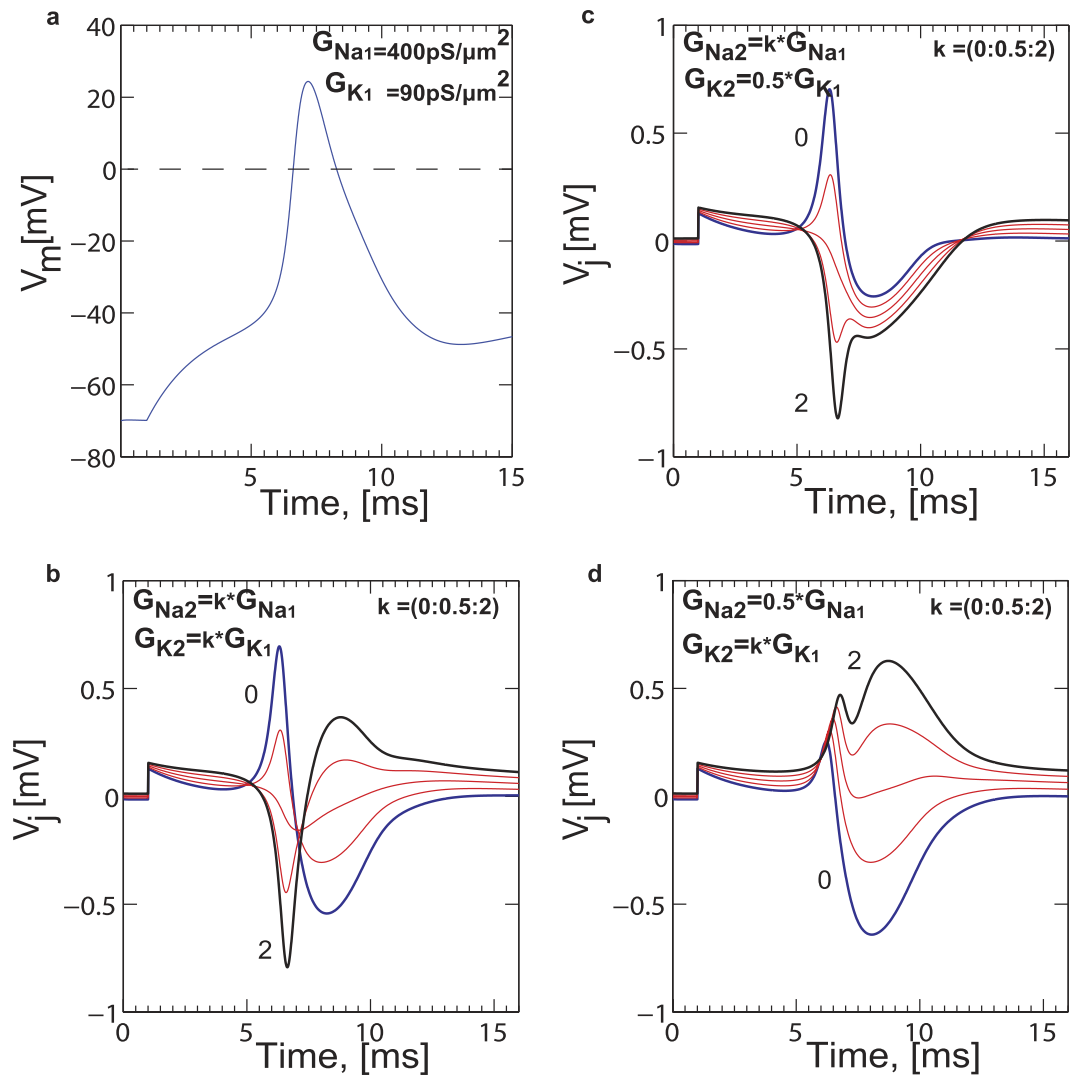 a
G_Na1=400pS/µm²
G_K1 =90pS/µm²
V_m[mV]
40
20
0
−20
−40
−60
−80
5
10
15
Time, [ms]
c
G_Na2=k*G_Na1
k =(0:0.5:2)
G_K2=0.5*G_K1
0
2
V_j [mV]
1
0.5
0
−0.5
−1
0
5
10
15
Time, [ms]
b
G_Na2=k*G_Na1
k =(0:0.5:2)
G_K2=k*G_K1
0
2
V_j [mV]
1
0.5
0
−0.5
−1
0
5
10
15
Time, [ms]
d
G_Na2=0.5*G_Na1
k =(0:0.5:2)
G_K2=k*G_K1
2
0
V_j [mV]
1
0.5
0
−0.5
−1
0
5
10
15
Time, [ms]